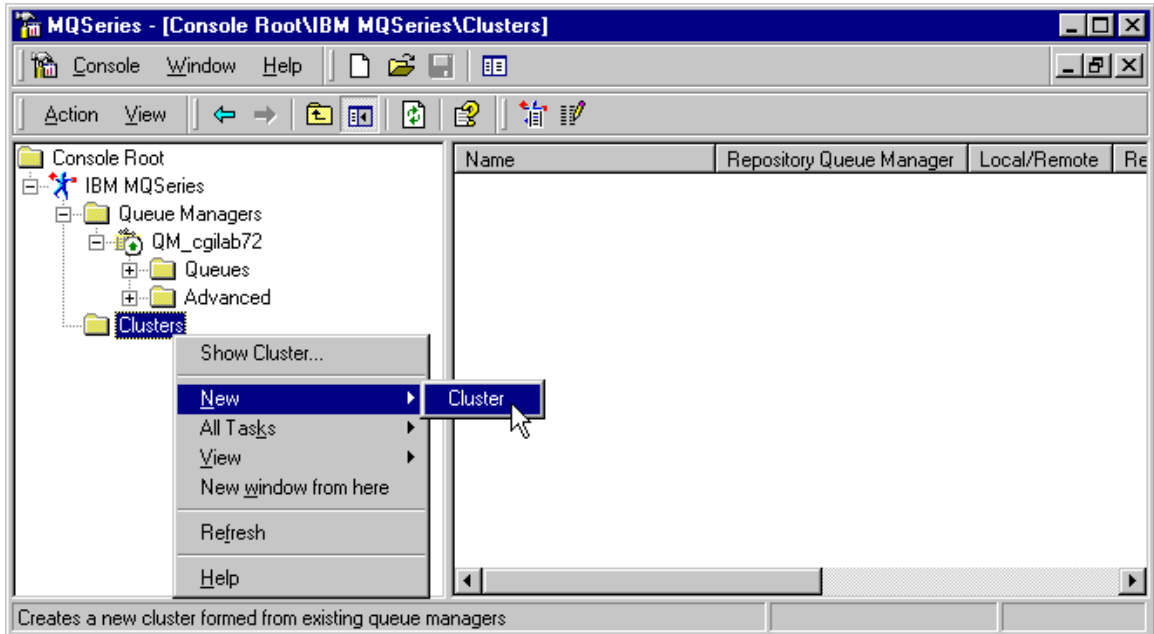 MQSeries - [Console Root\IBM MQSeries\Clusters]
Console Window Help
Action View
Console Root
IBM MQSeries
Queue Managers
QM_cgilab72
Queues
Advanced
Clusters
Name Repository Queue Manager Local/Remote Re
Show Cluster...
New
Cluster
All Tasks
View
New window from here
Refresh
Help
Creates a new cluster formed from existing queue managers